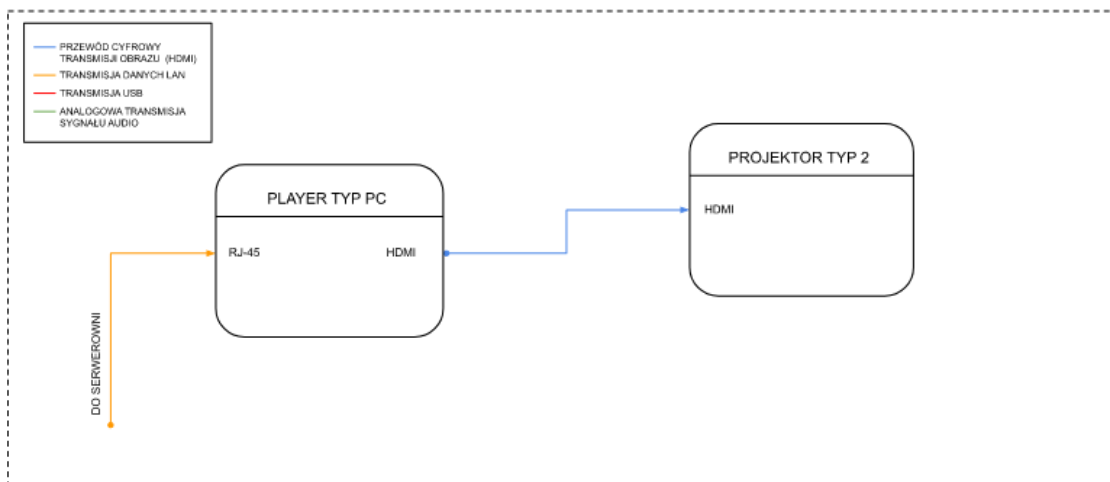 PRZEWÓD CYFROWY
TRANSMISJI OBRAZU (HDMI)
TRANSMISJA DANYCH LAN
TRANSMISJA USB
ANALOGOWA TRANSMISJA
SYGNAŁU AUDIO
PLAYER TYP PC
RJ-45
HDMI
PROJEKTOR TYP 2
HDMI
DO SERWEROWNI